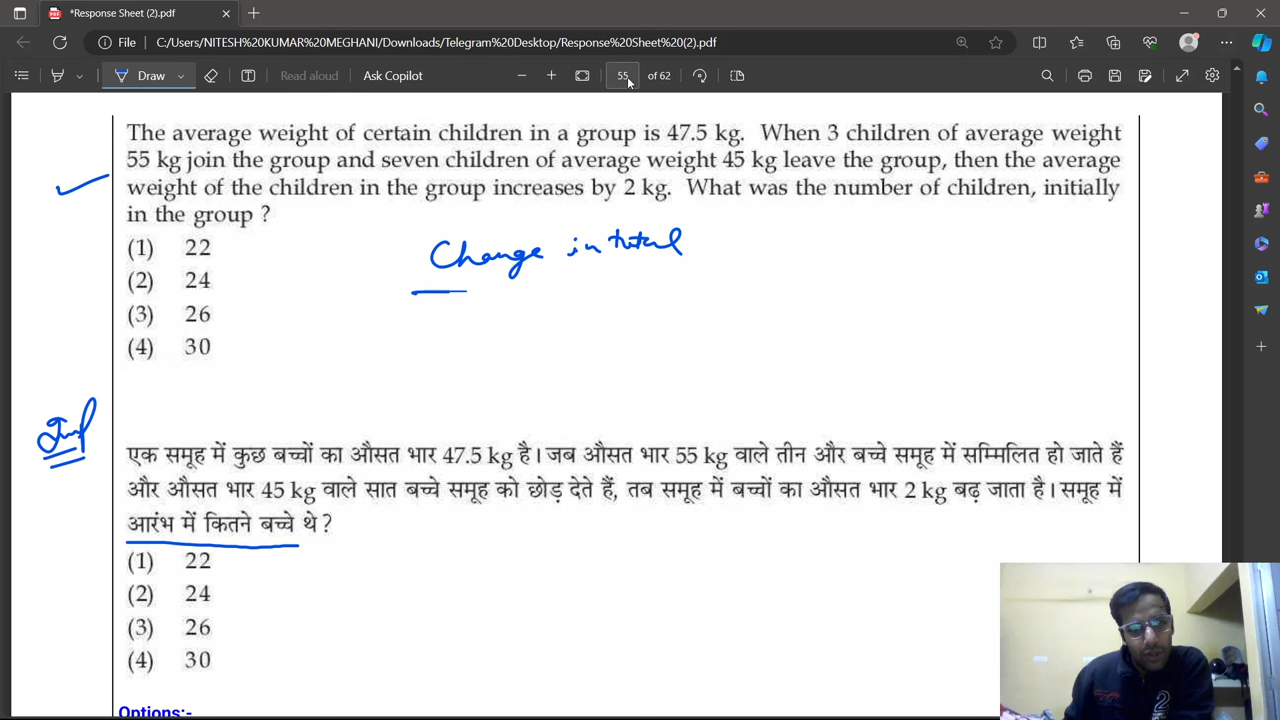 *Response Sheet (2).pdf
File C:/Users/NITESH%20KUMAR%20MEGHANI/Downloads/Telegram%20Desktop/Response%20Sheet%20(2).pdf
Draw Read aloud Ask Copilot 55 of 62
The average weight of certain children in a group is 47.5 kg. When 3 children of average weight
55 kg join the group and seven children of average weight 45 kg leave the group, then the average
weight of the children in the group increases by 2 kg. What was the number of children, initially
in the group ?
(1) 22
(2) 24
(3) 26
(4) 30
Change in total
एक समूह में कुछ बच्चों का औसत भार 47.5 kg है। जब औसत भार 55 kg वाले तीन और बच्चे समूह में सम्मिलित हो जाते हैं
और औसत भार 45 kg वाले सात बच्चे समूह को छोड़ देते हैं, तब समूह में बच्चों का औसत भार 2 kg बढ़ जाता है। समूह में
आरंभ में कितने बच्चे थे ?
(1) 22
(2) 24
(3) 26
(4) 30
Options:-